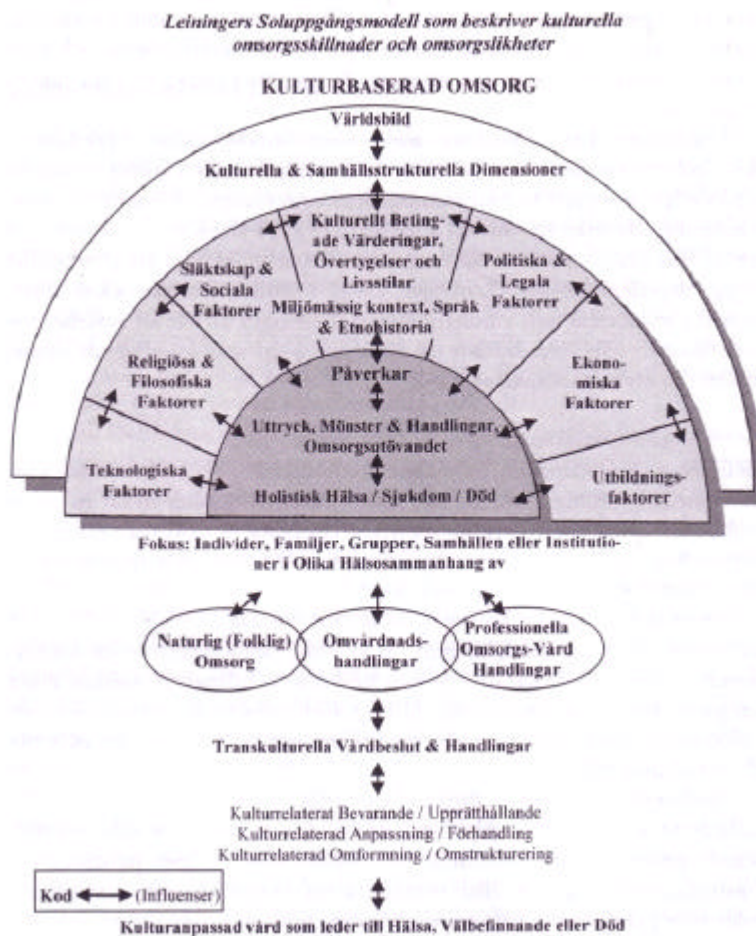 Leiningers Soluppgångsmodell som beskriver kulturella
omsorgsskillnader och omsorgslikheter
KULTURBASERAD OMSORG
Världsbild
Kulturella & Samhällsstrukturella Dimensioner
Kulturellt Beting-
ade Värderingar,
Övertygelser och
Livsstilar
Miljömässig kontext, Språk
& Etnohistoria
Släktskap &
Sociala
Faktorer
Politiska &
Legala
Faktorer
Religiösa &
Filosofiska
Faktorer
Ekono-
miska
Faktorer
Teknologiska
Faktorer
Utbildnings-
faktorer
Påverkar
Uttryck, Mönster & Handlingar,
Omsorgsutövandet
Holistisk Hälsa / Sjukdom / Död
Fokus: Individer, Familjer, Grupper, Samhällen eller Institutio-
ner i Olika Hälsosammanhang av
Naturlig (Folklig)
Omsorg
Omvårdnads-
handlingar
Professionella
Omsorgs-Vård
Handlingar
Transkulturella Vårdbeslut & Handlingar
Kulturrelaterat Bevarande / Upprätthållande
Kulturrelaterad Anpassning / Förhandling
Kulturrelaterad Omformning / Omstrukturering
Kod (Influenser)
Kulturanpassad vård som leder till Hälsa, Välbefinnande eller Död